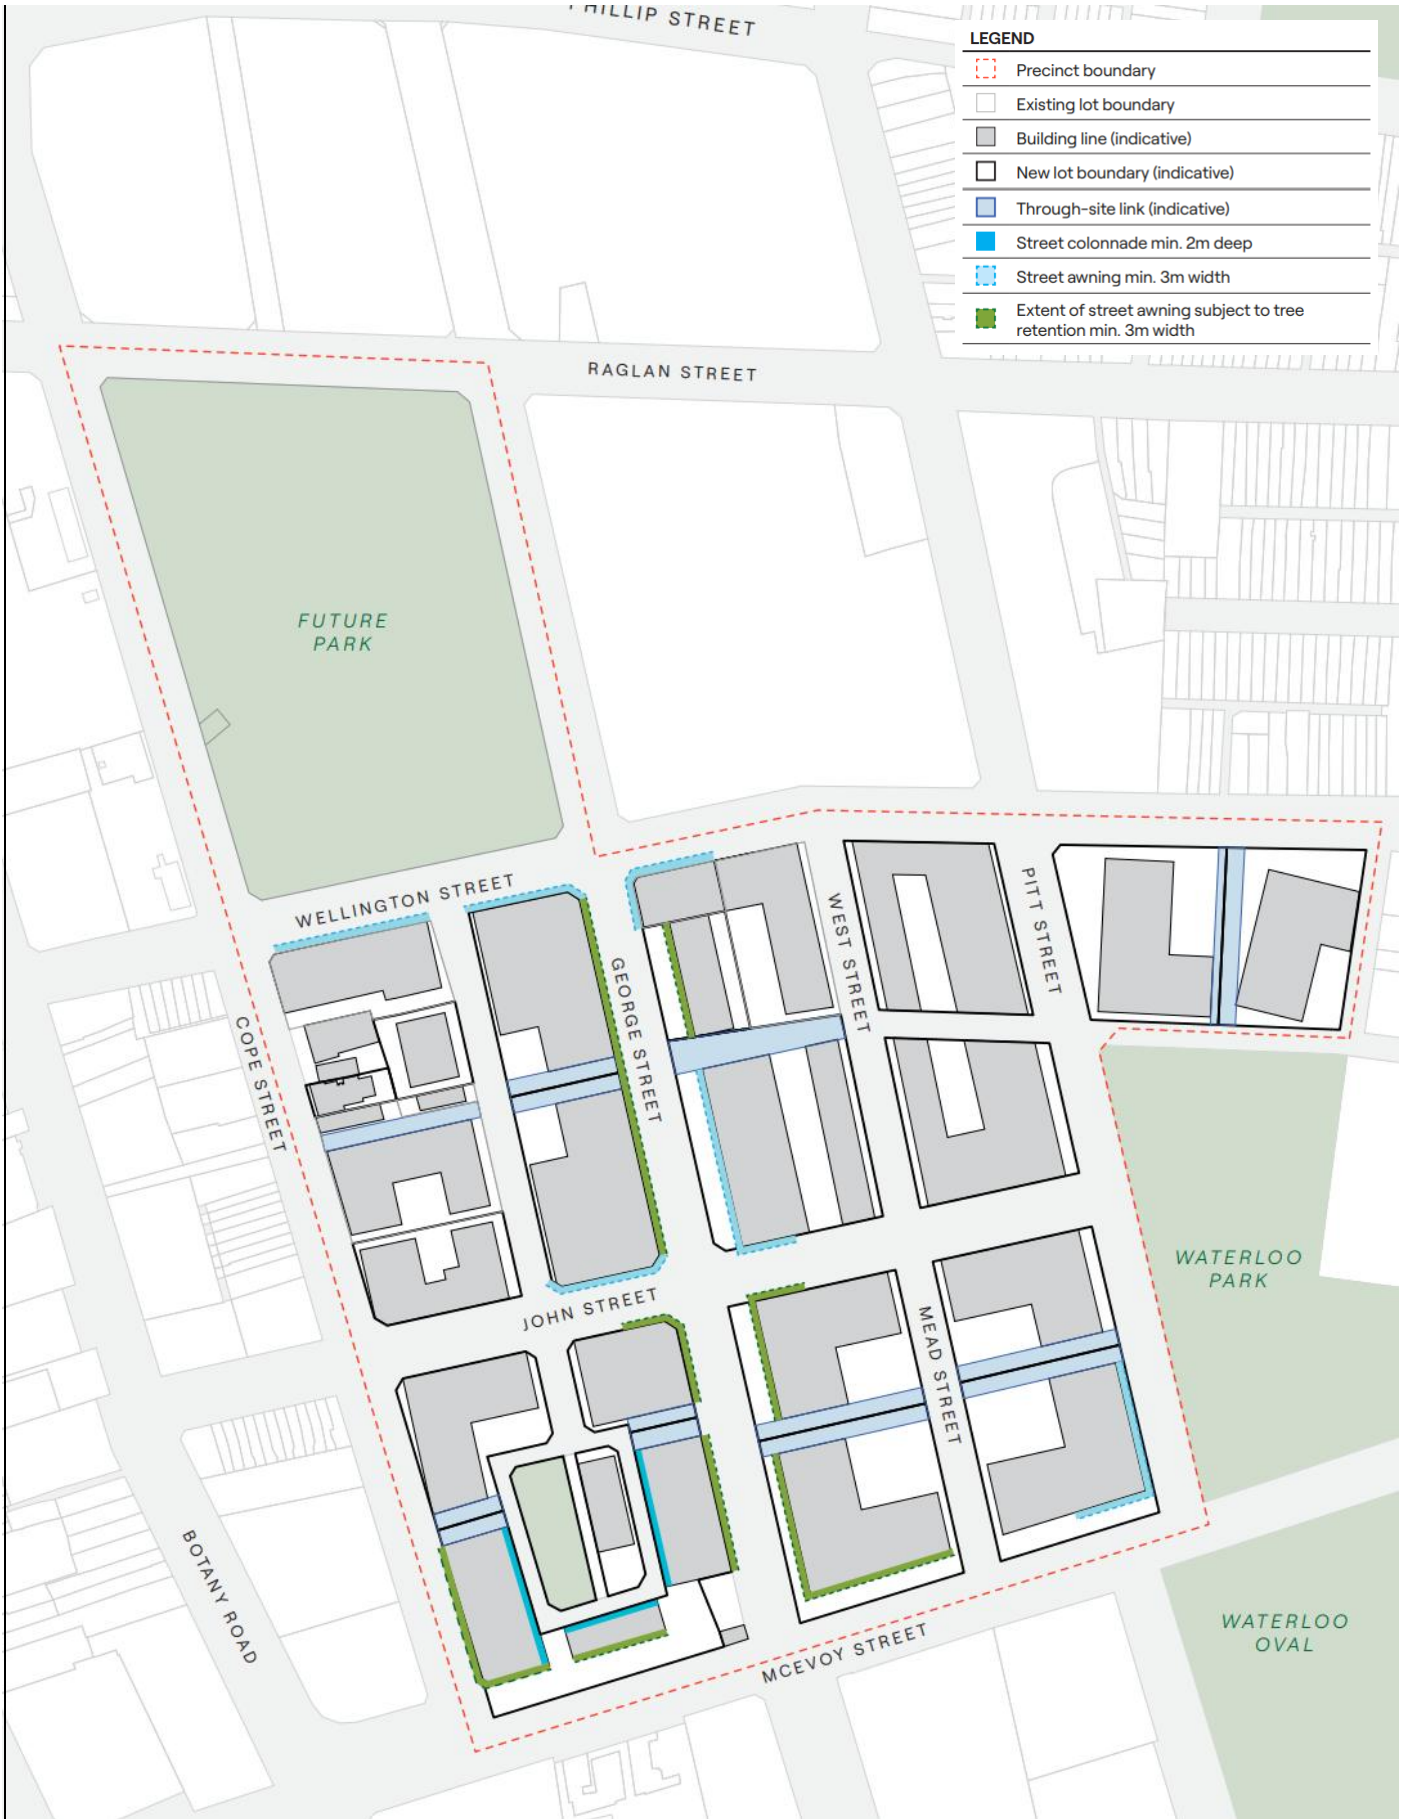 PHILLIP STREET
LEGEND
Precinct boundary
Existing lot boundary
Building line (indicative)
New lot boundary (indicative)
Through-site link (indicative)
Street colonnade min. 2m deep
Street awning min. 3m width
Extent of street awning subject to tree
retention min. 3m width
RAGLAN STREET
FUTURE
PARK
WELLINGTON STREET
PITT STREET
WEST STREET
GEORGE STREET
COPE STREET
WATERLOO
PARK
JOHN STREET
MEAD STREET
BOTANY ROAD
WATERLOO
OVAL
MCEVOY STREET